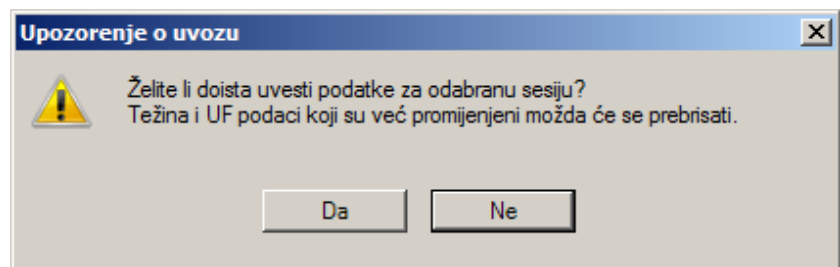 Upozorenje o uvozu
Želite li doista uvesti podatke za odabranu sesiju?
Težina i UF podaci koji su već promijenjeni možda će se prebrisati.
Da
Ne